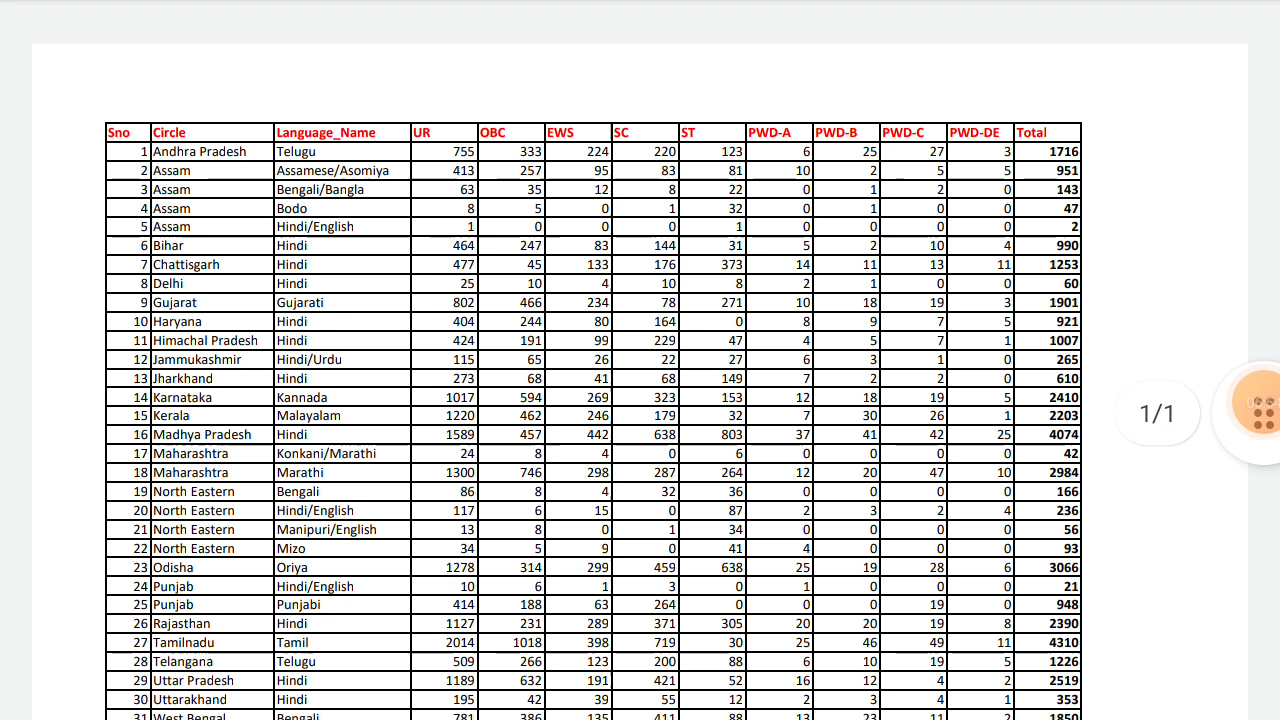 Sno Circle Language_Name UR OBC EWS SC ST PWD-A PWD-B PWD-C PWD-DE Total
1 Andhra Pradesh Telugu 755 333 224 220 123 6 25 27 3 1716
2 Assam Assamese/Asomiya 413 257 95 83 81 10 2 5 5 951
3 Assam Bengali/Bangla 63 35 12 8 22 0 1 2 0 143
4 Assam Bodo 8 5 0 1 32 0 1 0 0 47
5 Assam Hindi/English 1 0 0 0 1 0 0 0 0 2
6 Bihar Hindi 464 247 83 144 31 5 2 10 4 990
7 Chattisgarh Hindi 477 45 133 176 373 14 11 13 11 1253
8 Delhi Hindi 25 10 4 10 8 2 1 0 0 60
9 Gujarat Gujarati 802 466 234 78 271 10 18 19 3 1901
10 Haryana Hindi 404 244 80 164 0 8 9 7 5 921
11 Himachal Pradesh Hindi 424 191 99 229 47 4 5 7 1 1007
12 Jammukashmir Hindi/Urdu 115 65 26 22 27 6 3 1 0 265
13 Jharkhand Hindi 273 68 41 68 149 7 2 2 0 610
14 Karnataka Kannada 1017 594 269 323 153 12 18 19 5 2410
15 Kerala Malayalam 1220 462 246 179 32 7 30 26 1 2203
16 Madhya Pradesh Hindi 1589 457 442 638 803 37 41 42 25 4074
17 Maharashtra Konkani/Marathi 24 8 4 0 6 0 0 0 0 42
18 Maharashtra Marathi 1300 746 298 287 264 12 20 47 10 2984
19 North Eastern Bengali 86 8 4 32 36 0 0 0 0 166
20 North Eastern Hindi/English 117 6 15 0 87 2 3 2 4 236
21 North Eastern Manipuri/English 13 8 0 1 34 0 0 0 0 56
22 North Eastern Mizo 34 5 9 0 41 4 0 0 0 93
23 Odisha Oriya 1278 314 299 459 638 25 19 28 6 3066
24 Punjab Hindi/English 10 6 1 3 0 1 0 0 0 21
25 Punjab Punjabi 414 188 63 264 0 0 0 19 0 948
26 Rajasthan Hindi 1127 231 289 371 305 20 20 19 8 2390
27 Tamilnadu Tamil 2014 1018 398 719 30 25 46 49 11 4310
28 Telangana Telugu 509 266 123 200 88 6 10 19 5 1226
29 Uttar Pradesh Hindi 1189 632 191 421 52 16 12 4 2 2519
30 Uttarakhand Hindi 195 42 39 55 12 2 3 4 1 353
31 West Bengal Bengali 781 386 135 411 88 13 23 11 2 1850
1/1